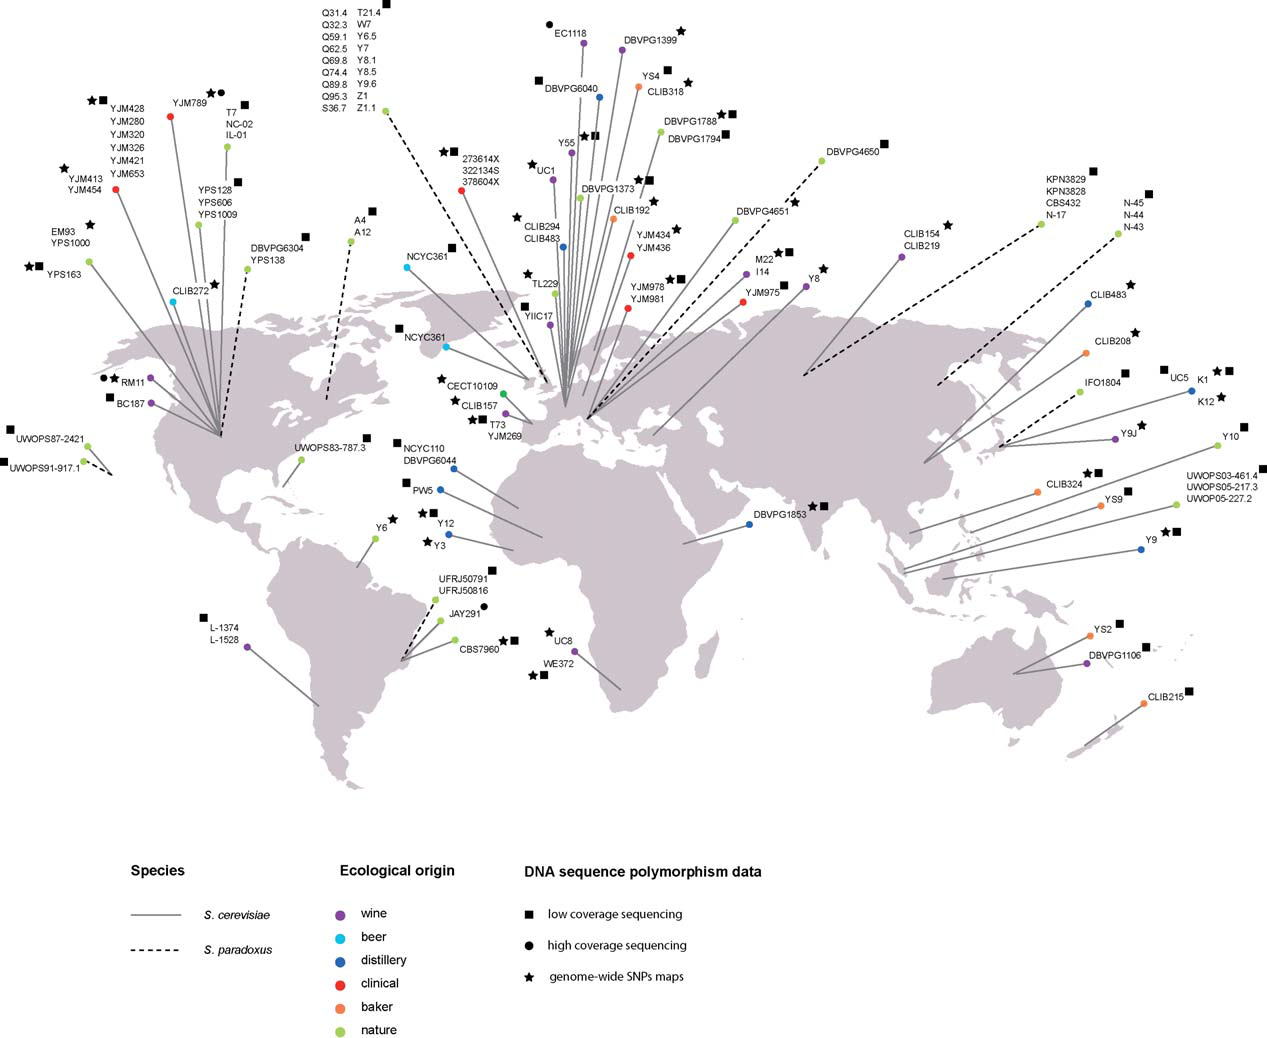 Q31.4 T21.4
Q32.3 W7
Q59.1 Y6.5
Q62.5 Y7
Q69.8 Y8.1
Q74.4 Y8.5
Q89.8 Y9.6
Q95.3 Z1
S36.7 Z1.1
EC1118
DBVPG1399
YS4
CLIB318
DBVPG6040
DBVPG1788
DBVPG1794
YJM789
YJM428
YJM280
YJM320
YJM326
YJM421
YJM653
T7
NC-02
IL-01
YJM413
YJM454
YPS128
YPS606
YPS1009
EM93
YPS1000
YPS163
A4
A12
DBVPG6304
YPS138
CLIB272
273614X
322134S
378604X
Y55
UC1
DBVPG1373
CLIB192
CLIB294
CLIB483
YJM434
YJM436
TL229
YJM978
YJM981
YIIC17
DBVPG4650
DBVPG4651
M22
I14
YJM975
Y8
CLIB154
CLIB219
KPN3829
KPN3828
CBS432
N-17
N-45
N-44
N-43
NCYC361
NCYC361
CLIB483
CLIB208
IFO1804
UC5
K1
K12
Y9J
Y10
RM11
BC187
UWOPS87-2421
UWOPS91-917.1
UWOPS83-787.3
CECT10109
CLIB157
T73
YJM269
NCYC110
DBVPG6044
PW5
Y12
Y3
Y6
DBVPG1853
CLIB324
YS9
UWOPS03-461.4
UWOPS05-217.3
UWOP05-227.2
Y9
UFRJ50791
UFRJ50816
JAY291
CBS7960
L-1374
L-1528
UC8
WE372
YS2
DBVPG1106
CLIB215
Species
S. cerevisiae
S. paradoxus
Ecological origin
wine
beer
distillery
clinical
baker
nature
DNA sequence polymorphism data
low coverage sequencing
high coverage sequencing
genome-wide SNPs maps